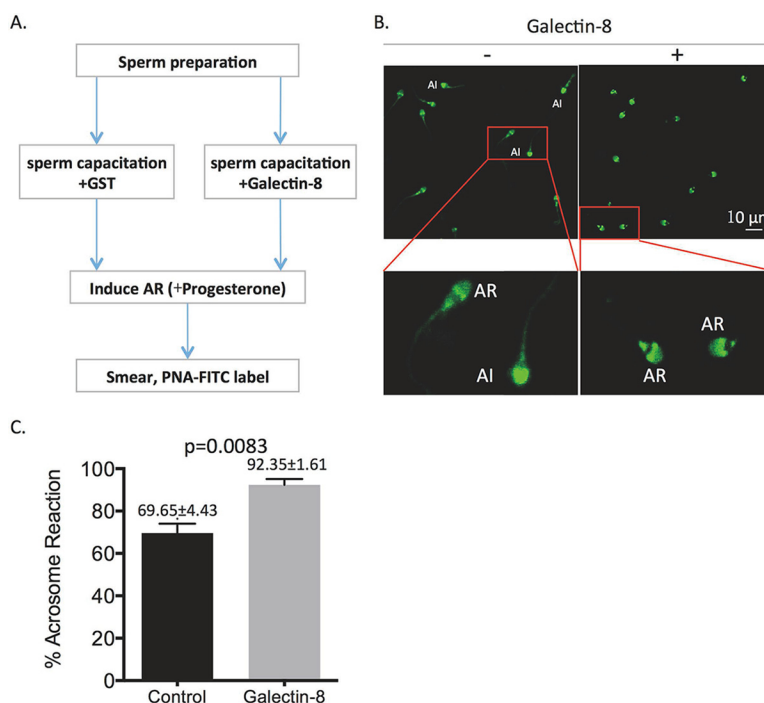 A.
Sperm preparation
sperm capacitation
+GST
sperm capacitation
+Galectin-8
Induce AR (+Progesterone)
Smear, PNA-FITC label
B.
Galectin-8
- +
AI
AI
AI
10 µm
AR
AI
AR
AR
C.
p=0.0083
92.35±1.61
69.65±4.43
% Acrosome Reaction
100
80
60
40
20
0
Control
Galectin-8